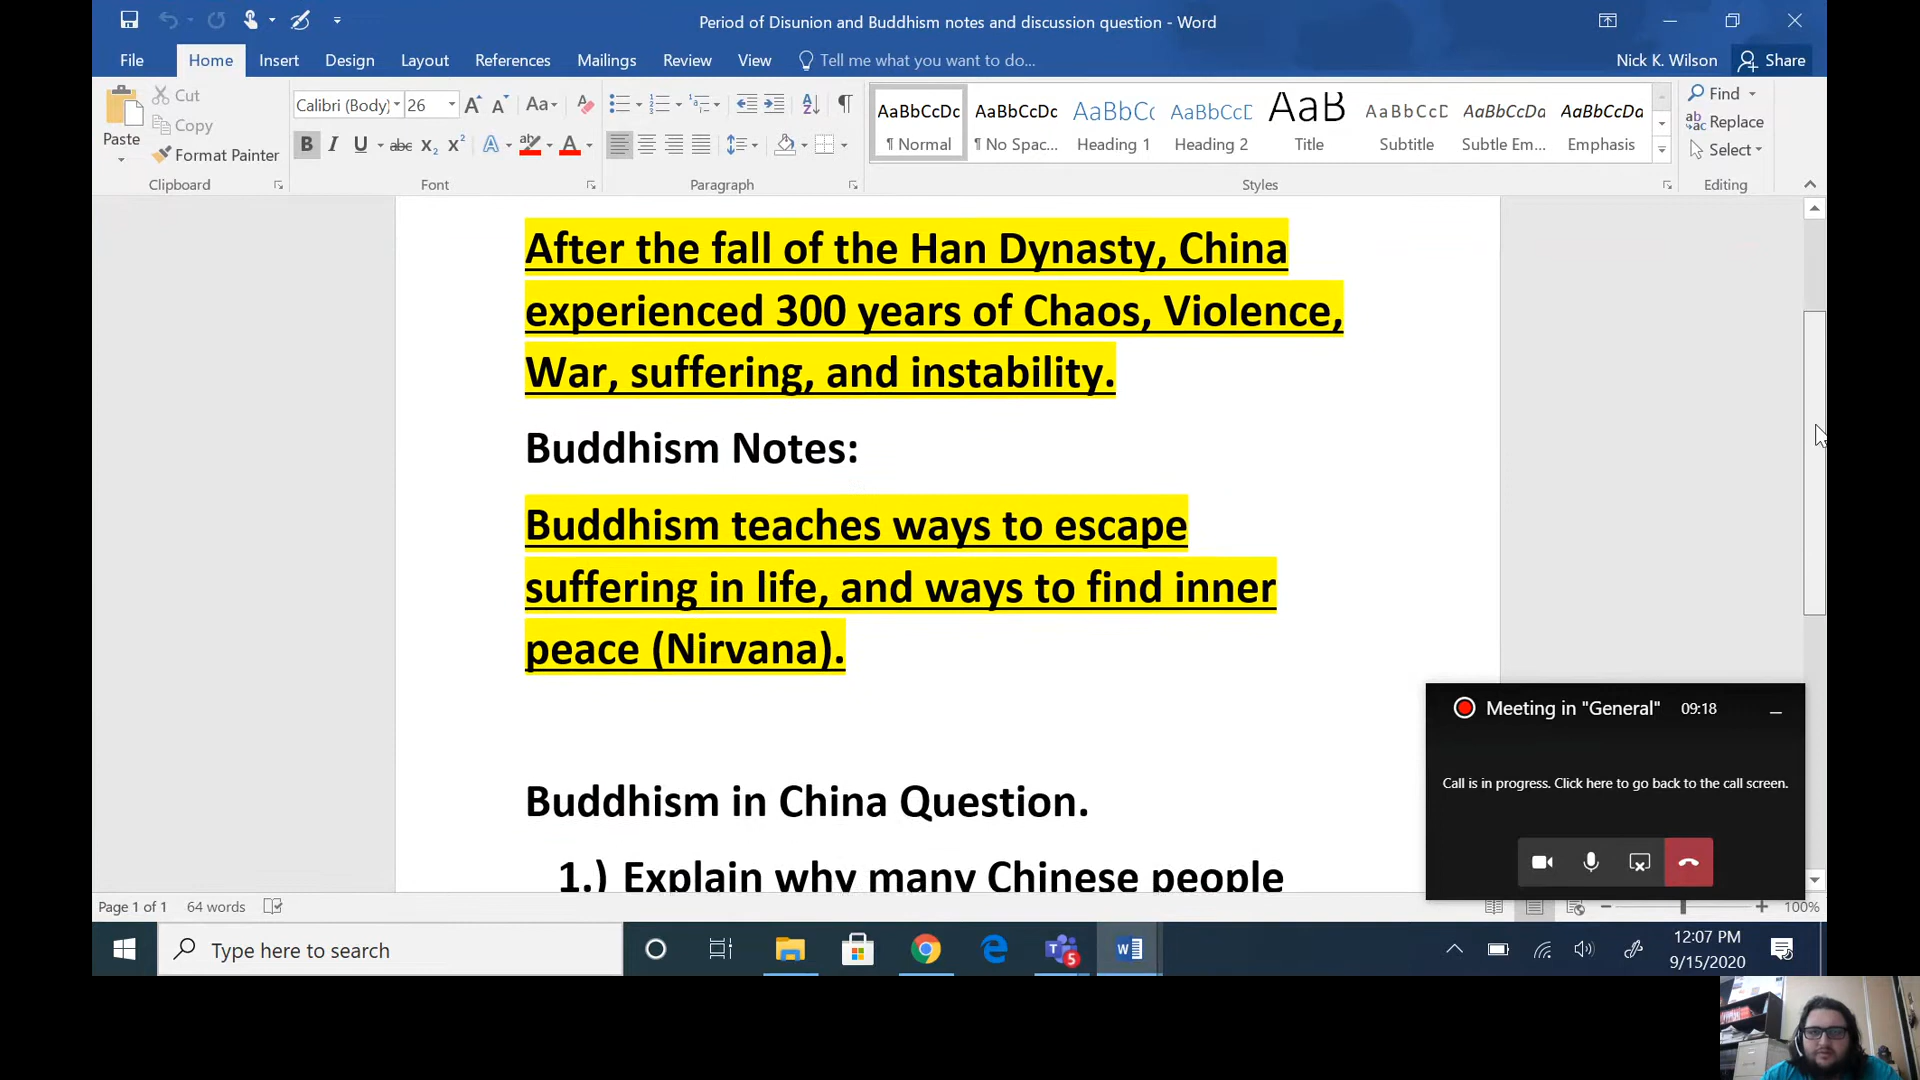 Period of Disunion and Buddhism notes and discussion question - Word
File Home Insert Design Layout References Mailings Review View Tell me what you want to do... Nick K. Wilson Share
Paste
Cut
Copy
Format Painter
Clipboard
Calibri (Body) 26
Font
Paragraph
AaBbCcDc AaBbCcDc AaBbCc AaBbCcC AaB AaBbCcD AaBbCcDa AaBbCcDa
¶ Normal ¶ No Spac... Heading 1 Heading 2 Title Subtitle Subtle Em... Emphasis
Styles
Find
Replace
Select
Editing
After the fall of the Han Dynasty, China
experienced 300 years of Chaos, Violence,
War, suffering, and instability.
Buddhism Notes:
Buddhism teaches ways to escape
suffering in life, and ways to find inner
peace (Nirvana).
Buddhism in China Question.
1.) Explain why many Chinese people
Meeting in "General" 09:18
Call is in progress. Click here to go back to the call screen.
Page 1 of 1 64 words 100%
Type here to search
5
12:07 PM
9/15/2020